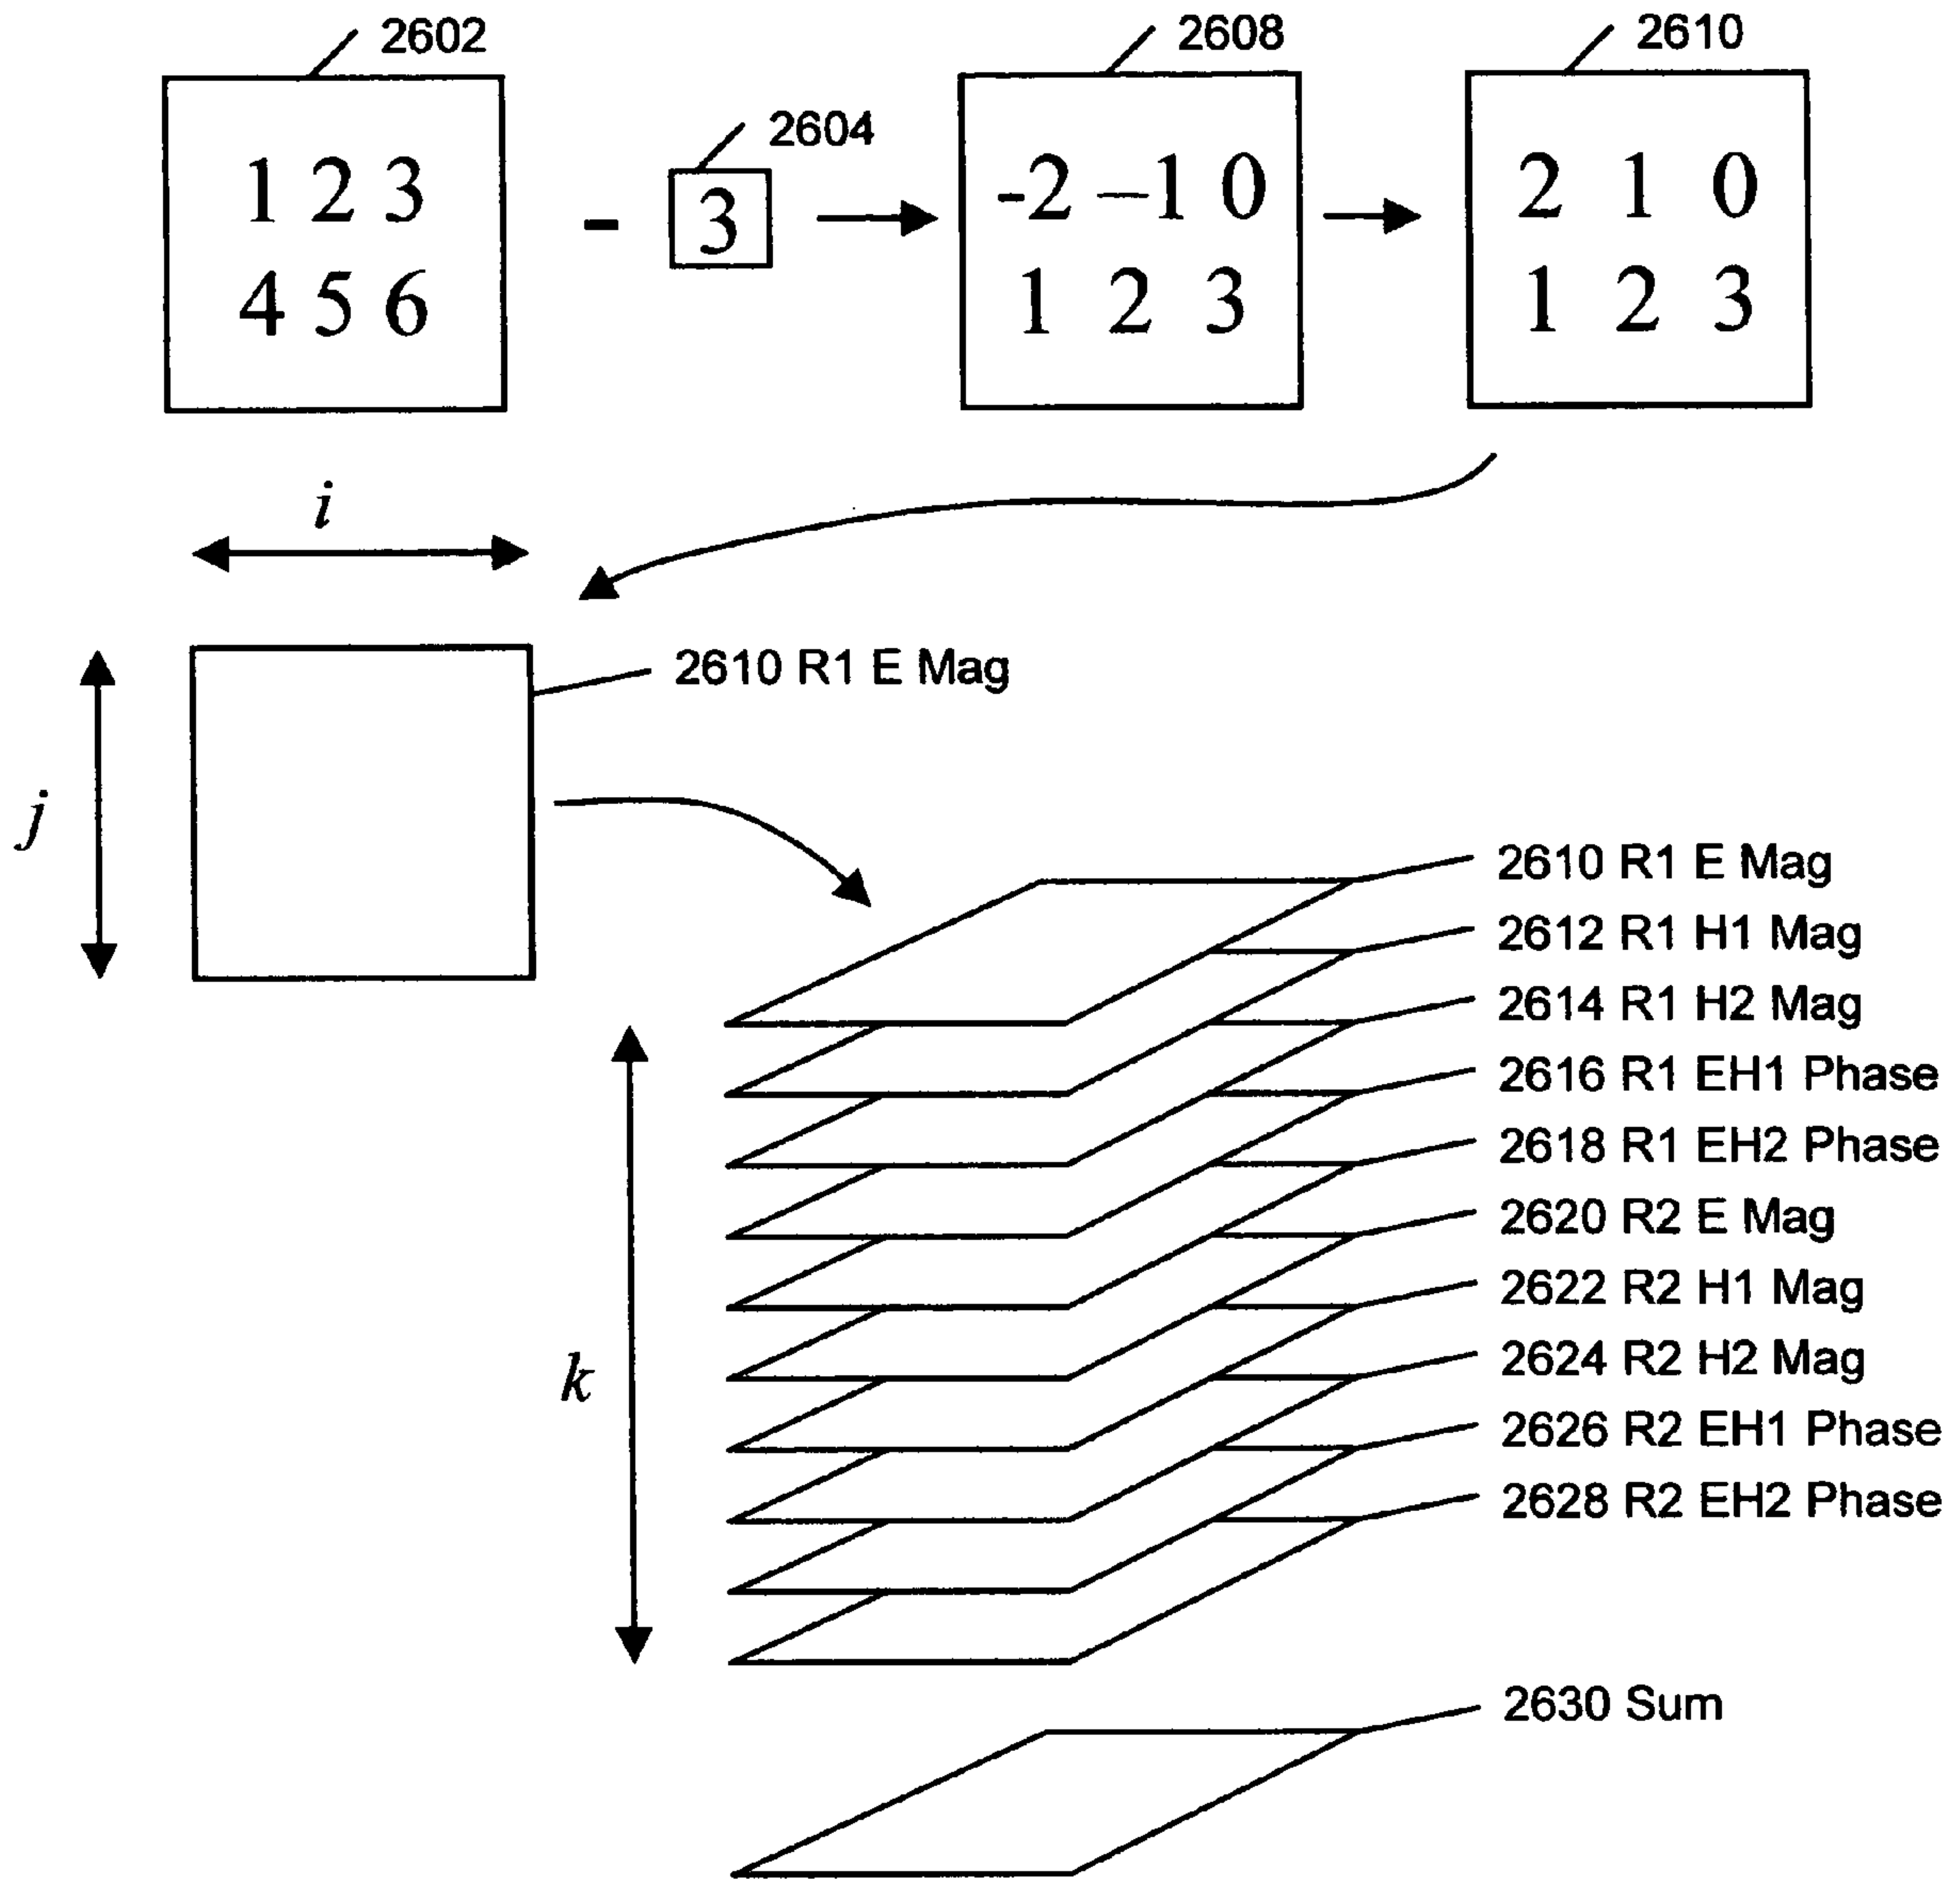 2602
2608
2610
2604
1 2 3
4 5 6
-
3
-2 –1 0
1 2 3
2 1 0
1 2 3
i
j
2610 R1 E Mag
2610 R1 E Mag
2612 R1 H1 Mag
2614 R1 H2 Mag
2616 R1 EH1 Phase
2618 R1 EH2 Phase
2620 R2 E Mag
2622 R2 H1 Mag
2624 R2 H2 Mag
2626 R2 EH1 Phase
2628 R2 EH2 Phase
k
2630 Sum